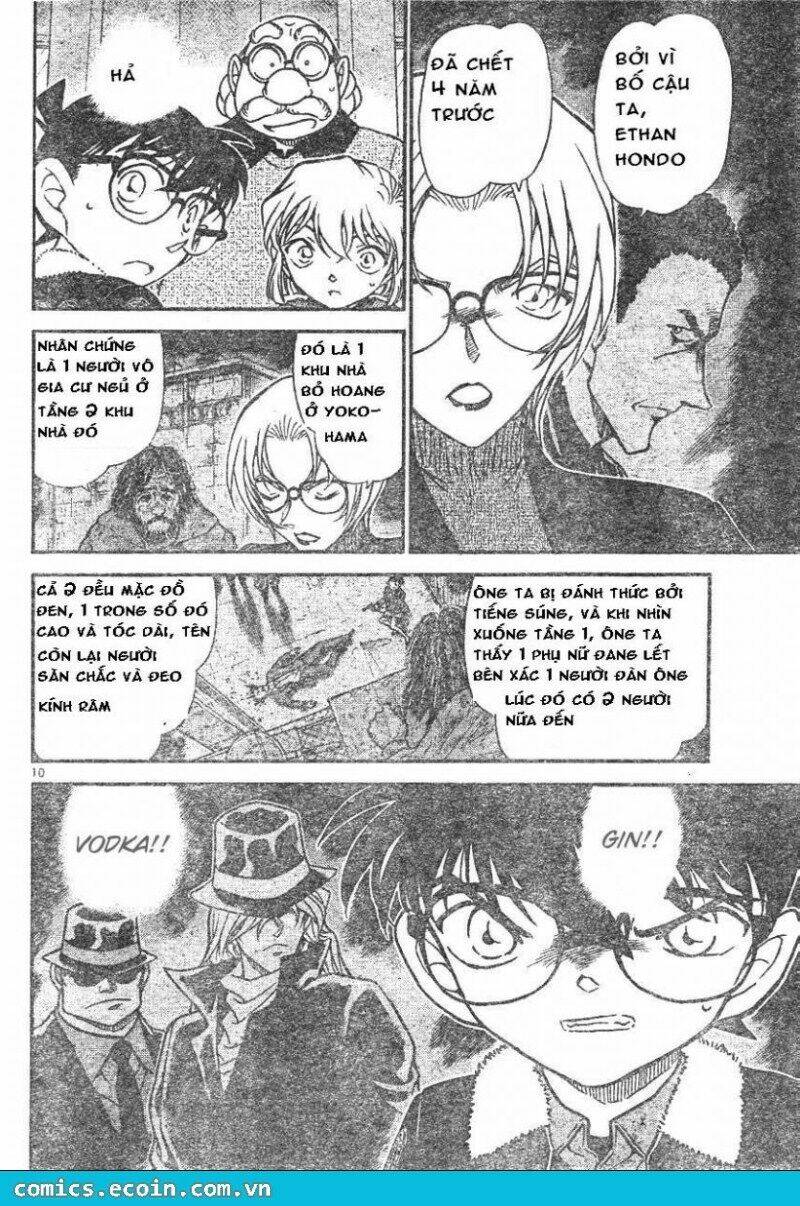 BỞI VÌ
BỐ CẬU
TA,
ETHAN
HONDO
ĐÃ CHẾT
4 NĂM
TRƯỚC
HẢ
ĐÓ LÀ 1
KHU NHÀ
BỎ HOANG
Ở YOKO-
HAMA
NHÂN CHỨNG
LÀ 1 NGƯỜI VÔ
GIA CƯ NGỦ Ở
TẦNG 2 KHU
NHÀ ĐÓ
ÔNG TA BỊ ĐÁNH THỨC BỞI
TIẾNG SÚNG, VÀ KHI NHÌN
XUỐNG TẦNG 1, ÔNG TA
THẤY 1 PHỤ NỮ ĐANG LẾT
BÊN XÁC 1 NGƯỜI ĐÀN ÔNG
LÚC ĐÓ CÓ 2 NGƯỜI
NỮA ĐẾN
CẢ 2 ĐỀU MẶC ĐỒ
ĐEN, 1 TRONG SỐ ĐÓ
CAO VÀ TÓC DÀI, TÊN
CÒN LẠI NGƯỜI
SĂN CHẮC VÀ ĐEO
KÍNH RÂM
10
GIN!!
VODKA!!
comics.ecoin.com.vn